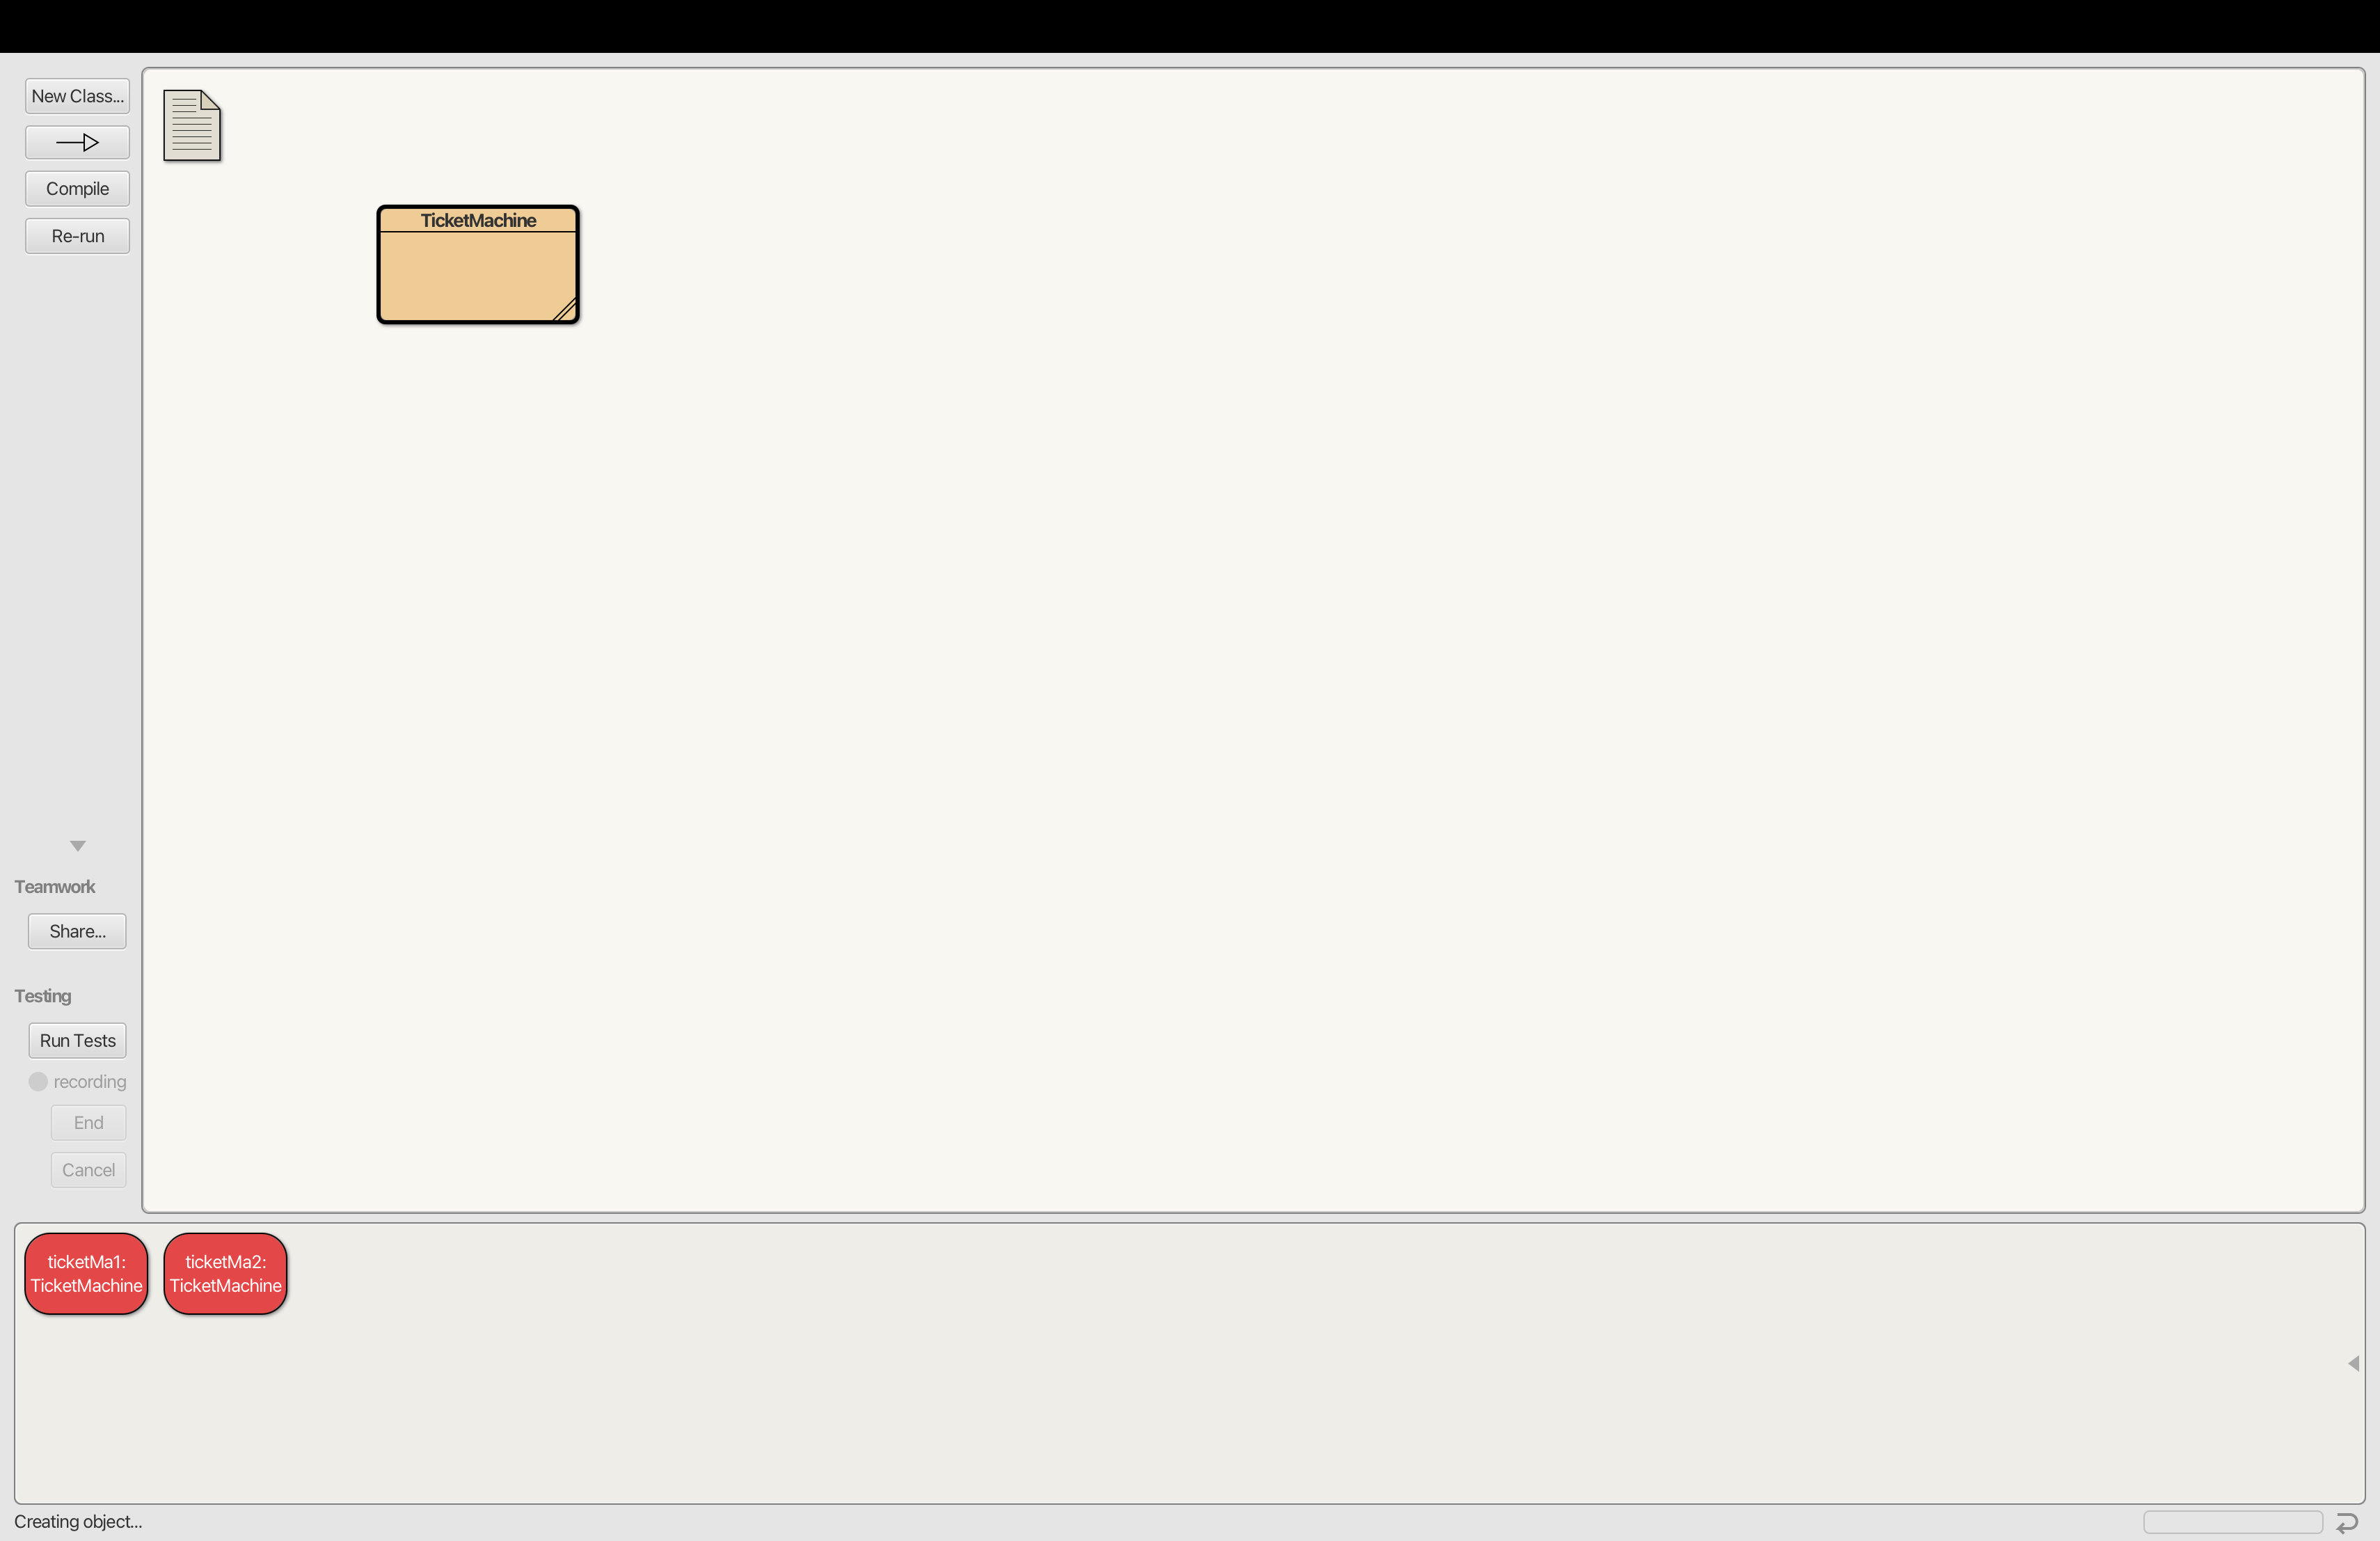 New Class...
Compile
Re-run
TicketMachine
Teamwork
Share...
Testing
Run Tests
recording
End
Cancel
ticketMa1:
TicketMachine
ticketMa2:
TicketMachine
Creating object...